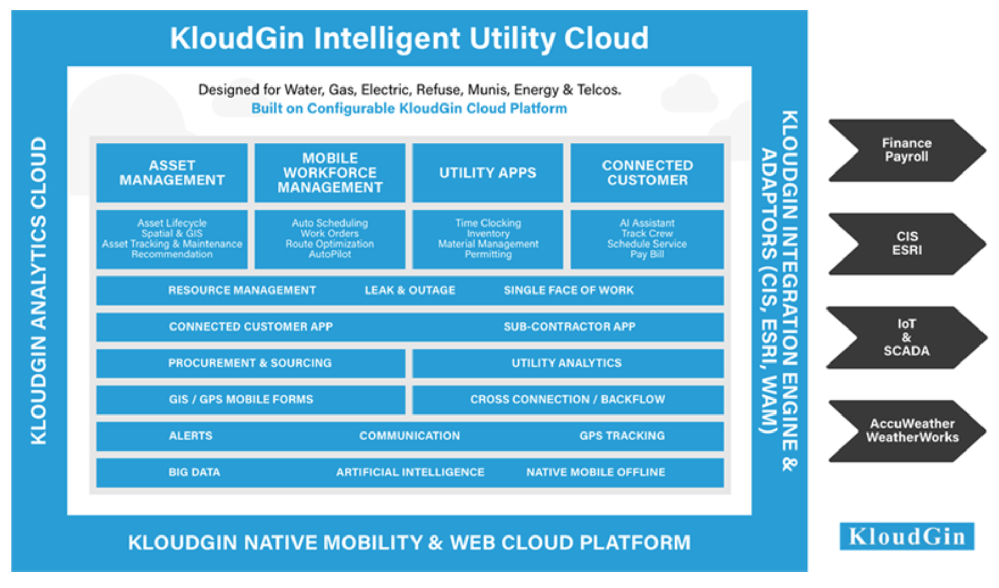 KloudGin Intelligent Utility Cloud
Designed for Water, Gas, Electric, Refuse, Munis, Energy & Telcos.
Built on Configurable KloudGin Cloud Platform
KLOUDGIN ANALYTICS CLOUD
ASSET
MANAGEMENT
MOBILE
WORKFORCE
MANAGEMENT
UTILITY APPS
CONNECTED
CUSTOMER
Asset Lifecycle
Spatial & GIS
Asset Tracking & Maintenance
Recommendation
Auto Scheduling
Work Orders
Route Optimization
AutoPilot
Time Clocking
Inventory
Material Management
Permitting
AI Assistant
Track Crew
Schedule Service
Pay Bill
RESOURCE MANAGEMENT LEAK & OUTAGE SINGLE FACE OF WORK
CONNECTED CUSTOMER APP SUB-CONTRACTOR APP
PROCUREMENT & SOURCING UTILITY ANALYTICS
GIS / GPS MOBILE FORMS CROSS CONNECTION / BACKFLOW
ALERTS COMMUNICATION GPS TRACKING
BIG DATA ARTIFICIAL INTELLIGENCE NATIVE MOBILE OFFLINE
KLOUDGIN INTEGRATION ENGINE &
ADAPTORS (CIS, ESRI, WAM)
KLOUDGIN NATIVE MOBILITY & WEB CLOUD PLATFORM
Finance
Payroll
CIS
ESRI
IoT
&
SCADA
AccuWeather
WeatherWorks
KloudGin